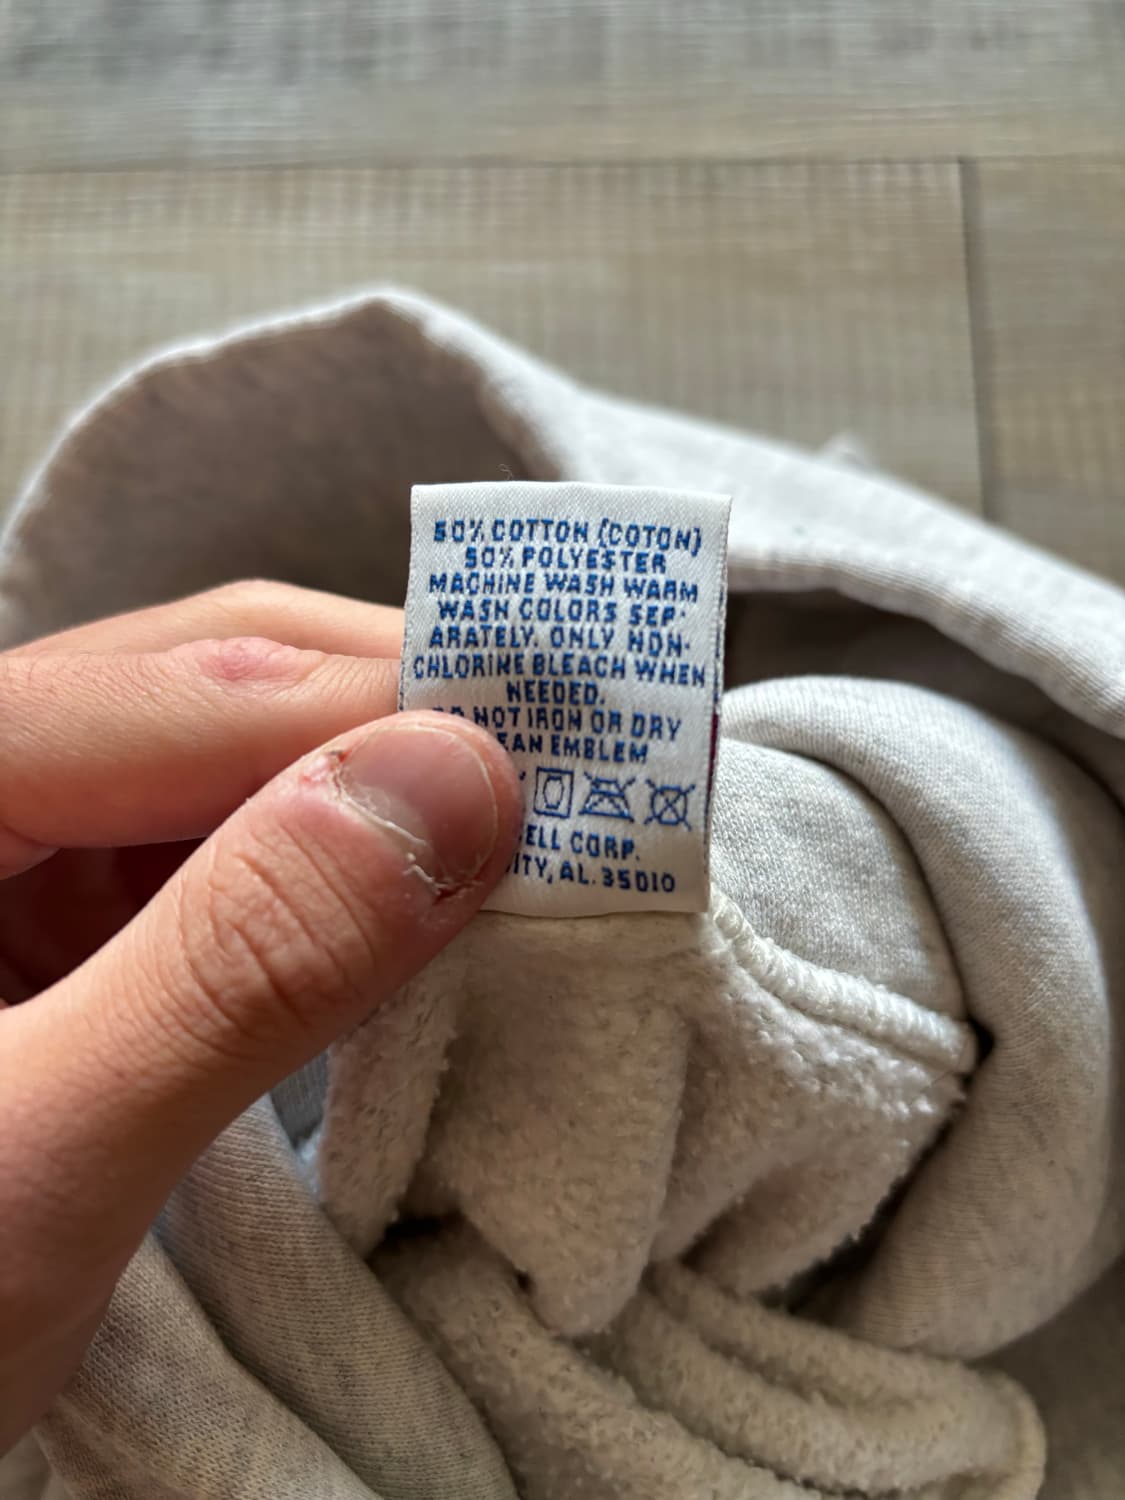 50% COTTON (COTON)
50% POLYESTER
MACHINE WASH WARM
WASH COLORS SEP-
ARATELY. ONLY NON-
CHLORINE BLEACH WHEN
NEEDED.
DO NOT IRON OR DRY
EAN EMBLEM
ELL CORP.
ITY, AL. 35010